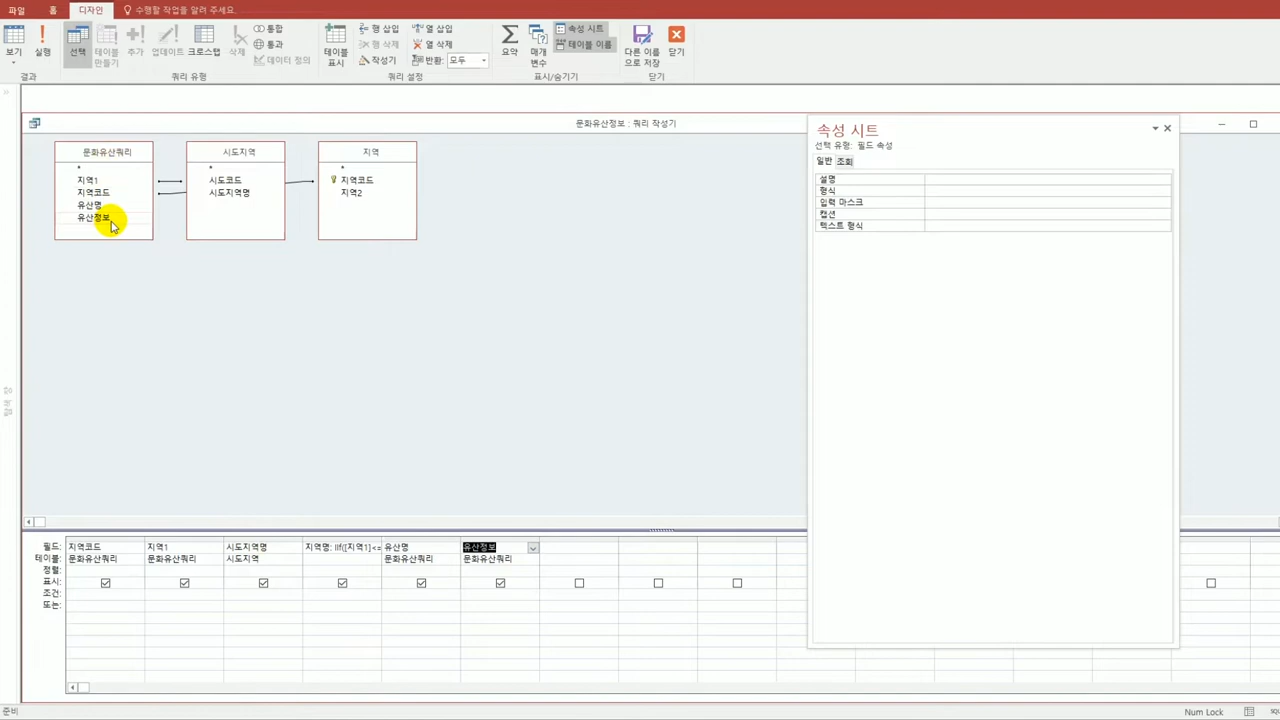 파일 홈 디자인 수행할 작업을 알려 주세요.
보기 실행 선택 테이블 만들기 추가 업데이트 크로스탭 삭제 통합 통과 데이터 정의 테이블 표시 행 삽입 행 삭제 작성기 열 삽입 열 삭제 반환: 모두 요약 매개 변수 속성 시트 테이블 이름 다른 이름으로 저장 닫기
결과 쿼리 유형 쿼리 설정 표시/숨기기 닫기
문화유산정보 : 쿼리 작성기
문화유산쿼리
*
지역1
지역코드
유산명
유산정보
시도지역
*
시도코드
시도지역명
지역
*
지역코드
지역2
속성 시트
선택 유형: 필드 속성
일반 조회
설명
형식
입력 마스크
캡션
텍스트 형식
필드: 지역코드 지역1 시도지역명 지역명: IIf([지역1]<= 유산명 유산정보
테이블: 문화유산쿼리 문화유산쿼리 시도지역 문화유산쿼리 문화유산쿼리
정렬:
표시:
조건:
또는:
준비 Num Lock